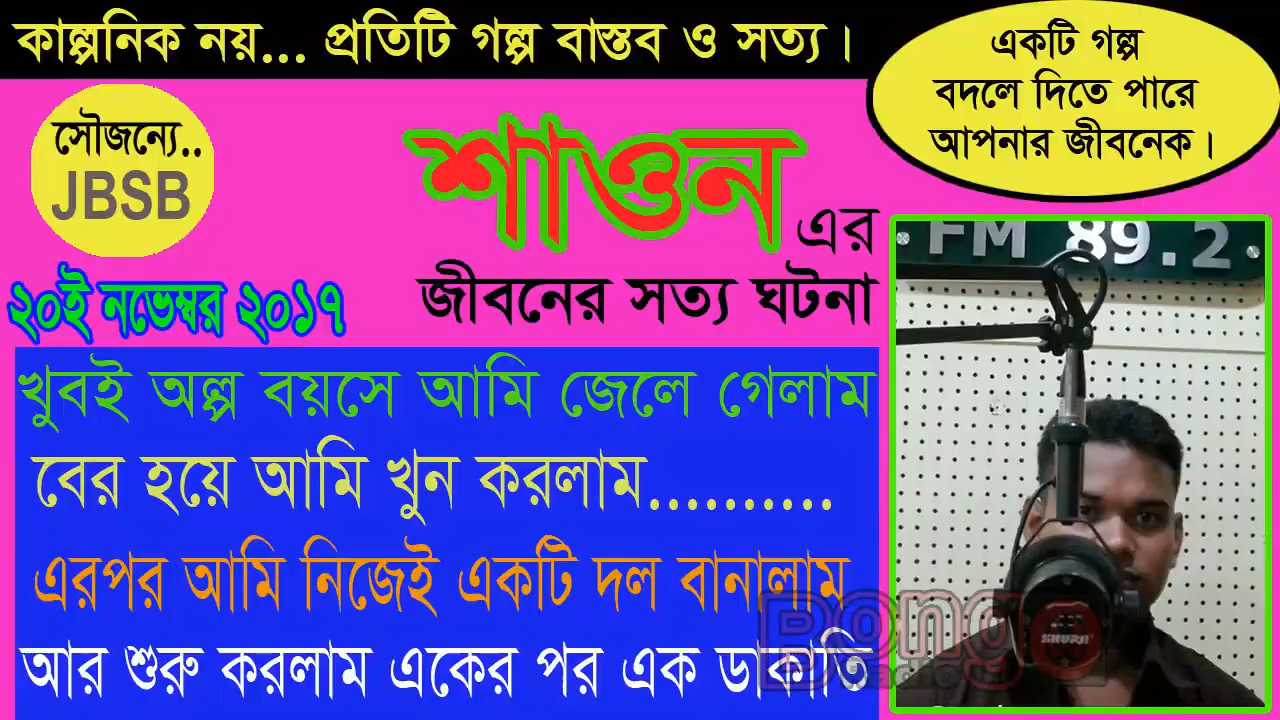 কাল্পনিক নয়... প্রতিটি গল্প বাস্তব ও সত্য।
একটি গল্প
বদলে দিতে পারে
আপনার জীবনেক।
সৌজন্যে..
JBSB
শাওন এর
জীবনের সত্য ঘটনা
২০ই নভেম্বর ২০১৭
FM 89.2
খুবই অল্প বয়সে আমি জেলে গেলাম
বের হয়ে আমি খুন করলাম..........
এরপর আমি নিজেই একটি দল বানালাম
আর শুরু করলাম একের পর এক ডাকাতি
Bongo
Radio
SHURE